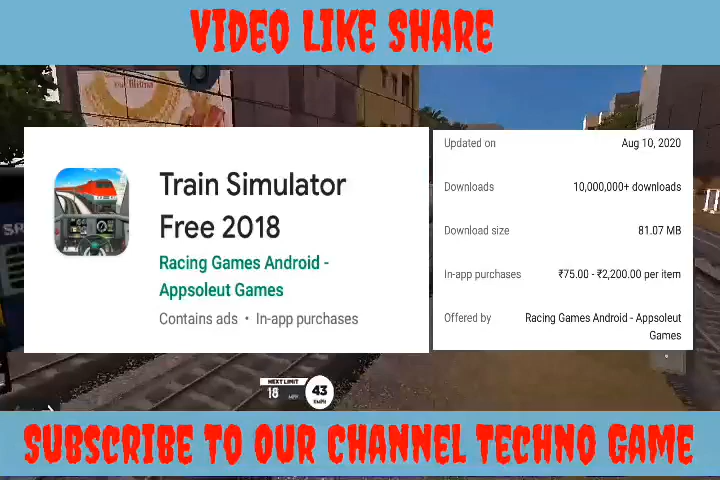 VIDEO LIKE SHARE
Train Simulator
Free 2018
Racing Games Android -
Appsoleut Games
Contains ads • In-app purchases
Updated on Aug 10, 2020
Downloads 10,000,000+ downloads
Download size 81.07 MB
In-app purchases ₹75.00 - ₹2,200.00 per item
Offered by Racing Games Android - Appsoleut
Games
SR
NEXT LIMIT
18
43
KMPH
SUBSCRIBE TO OUR CHANNEL TECHNO GAME